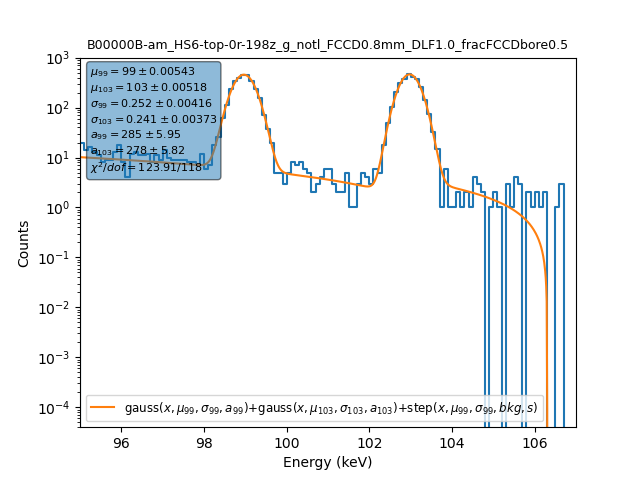 B00000B-am_HS6-top-0r-198z_g_notl_FCCD0.8mm_DLF1.0_fracFCCDbore0.5
μ₉₉ = 99 ± 0.00543
μ₁₀₃ = 103 ± 0.00518
σ₉₉ = 0.252 ± 0.00416
σ₁₀₃ = 0.241 ± 0.00373
a₉₉ = 285 ± 5.95
a₁₀₃ = 278 ± 5.82
χ²/dof = 123.91/118
10³
10²
10¹
10⁰
10⁻¹
10⁻²
10⁻³
10⁻⁴
Counts
gauss(x, μ₉₉, σ₉₉, a₉₉)+gauss(x, μ₁₀₃, σ₁₀₃, a₁₀₃)+step(x, μ₉₉, σ₉₉, bkg, s)
96 98 100 102 104 106
Energy (keV)